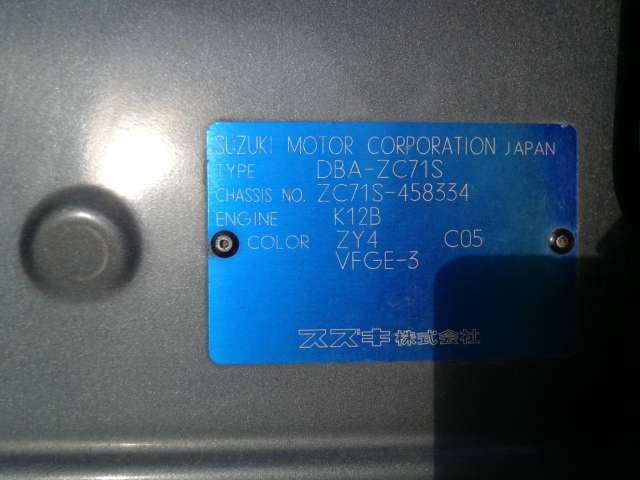 SUZUKI MOTOR CORPORATION JAPAN
TYPE DBA-ZC71S
CHASSIS NO. ZC71S-458334
ENGINE K12B
COLOR ZY4 C05
VFGE-3
スズキ株式会社